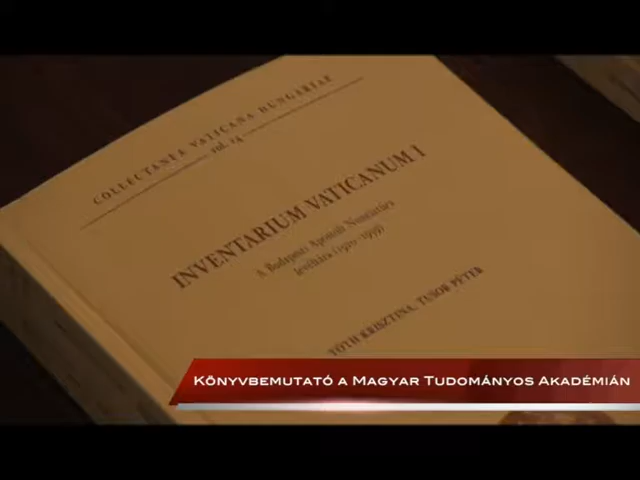 COLLECTANEA VATICANA HUNGARIAE
vol. 14
INVENTARIUM VATICANUM I
A Budapesti Apostoli Nunciatúra
levéltára (1920–1939)
TÓTH KRISZTINA, TUSOR PÉTER
KÖNYVBEMUTATÓ A MAGYAR TUDOMÁNYOS AKADÉMIÁN